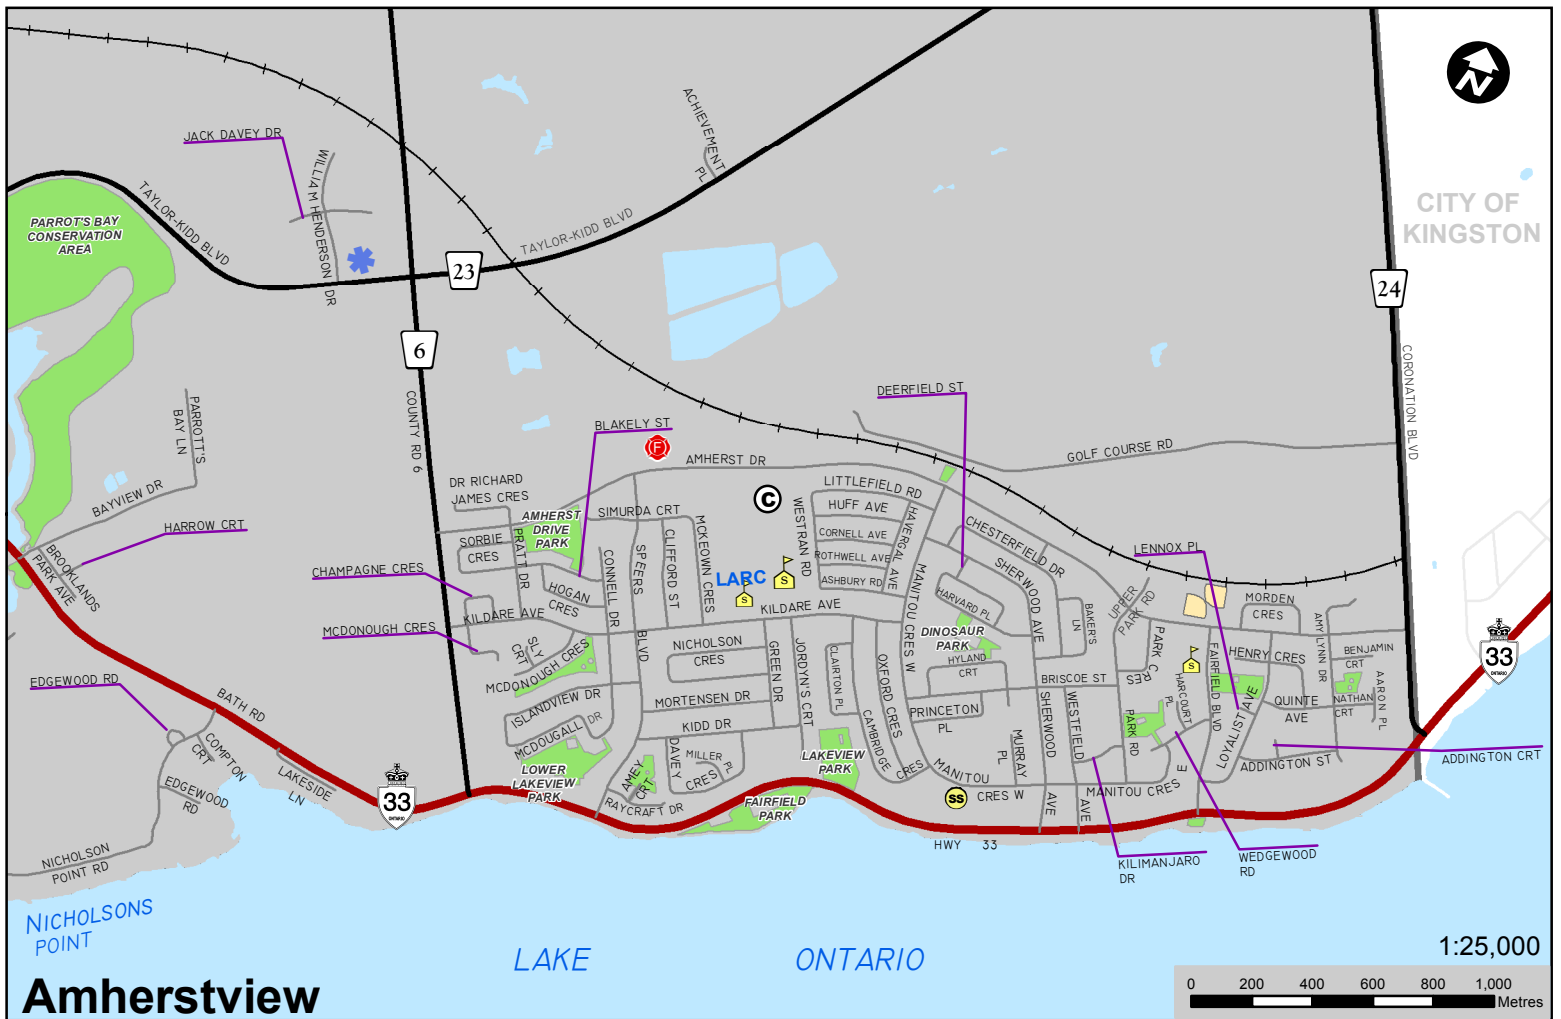 N
JACK DAVEY DR
WILLIAM HENDERSON DR
ACHIEVEMENT
PL
TAYLOR-KIDD BLVD
TAYLOR-KIDD BLVD
PARROT'S BAY
CONSERVATION
AREA
CITY OF
KINGSTON
23
24
6
COUNTY RD 6
CORONATION BLVD
PARROTT'S
BAY LN
BAYVIEW DR
HARROW CRT
BROOKLANDS
PARK AVE
DEERFIELD ST
BLAKELY ST
F
AMHERST DR
GOLF COURSE RD
DR RICHARD
JAMES CRES
AMHERST
DRIVE
PARK
SIMURDA CRT
C
LITTLEFIELD RD
HUFF AVE
CORNELL AVE
ROTHWELL AVE
ASHBURY RD
WESTRAN RD
HAVERGAL AVE
CHESTERFIELD DR
LENNOX PL
SORBIE
CRES
PRATT DR
HOGAN
CRES
CONNELL DR
SPEERS
BLVD
CLIFFORD ST
MCKEOWN CRES
LARC
S
S
CHAMPAGNE CRES
KILDARE AVE
KILDARE AVE
MCDONOUGH CRES
SLY
CRT
MCDONOUGH CRES
MANITOU CRES W
SHERWOOD AVE
HARVARD PL
DINOSAUR
PARK
HYLAND
CRT
BAKER'S
LN
UPPER
PARK RD
PARK CRES
MORDEN
CRES
AMY LYNN DR
BENJAMIN
CRT
33
ONTARIO
HENRY CRES
S
FAIRFIELD BLVD
HARCOURT
PL
BRISCOE ST
QUINTE
AVE
NATHAN
CRT
AARON PL
NICHOLSON
CRES
GREEN DR
JORDYN'S CRT
CLAIRTON PL
OXFORD CRES
CAMBRIDGE
CRES
EDGEWOOD RD
BATH RD
COMPTON
CRT
LAKESIDE
LN
EDGEWOOD
RD
ISLANDVIEW DR
MORTENSEN DR
KIDD DR
MCDOUGALL DR
LOWER
LAKEVIEW
PARK
AMEY
CRT
DAVEY
CRES
MILLER
PL
RAYCRAFT DR
LAKEVIEW
PARK
FAIRFIELD
PARK
PRINCETON
PL
MURRAY
PL
SHERWOOD
AVE
WESTFIELD
AVE
PARK RD
LOYALIST AVE
ADDINGTON ST
ADDINGTON CRT
MANITOU
CRES W
MANITOU CRES E
SS
33
ONTARIO
HWY 33
KILIMANJARO
DR
WEDGEWOOD
RD
NICHOLSON
POINT RD
NICHOLSONS
POINT
LAKE ONTARIO
Amherstview
1:25,000
0 200 400 600 800 1,000
Metres